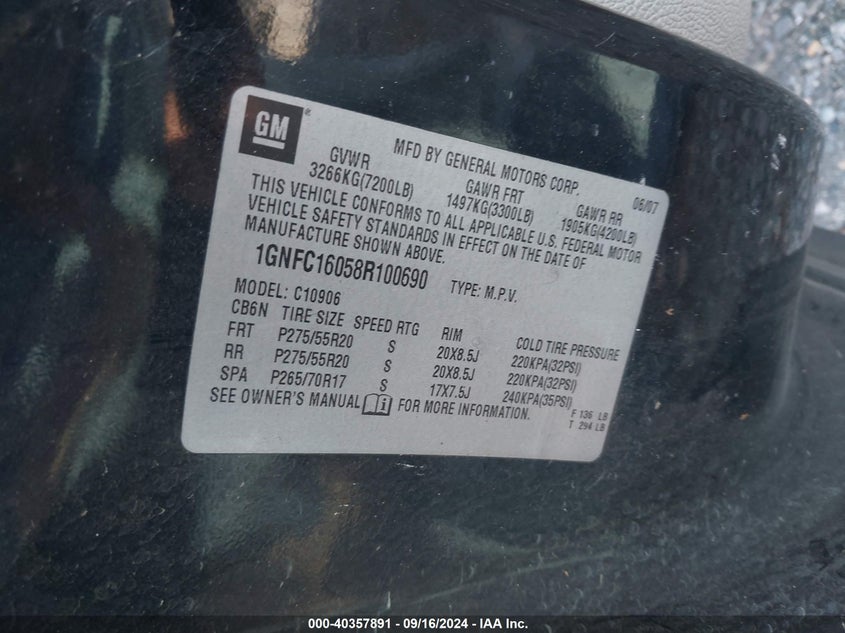 GM
MFD BY GENERAL MOTORS CORP. 06/07
GVWR GAWR FRT GAWR RR
3266KG(7200LB) 1497KG(3300LB) 1905KG(4200LB)
THIS VEHICLE CONFORMS TO ALL APPLICABLE U.S. FEDERAL MOTOR
VEHICLE SAFETY STANDARDS IN EFFECT ON THE DATE OF
MANUFACTURE SHOWN ABOVE.
1GNFC16058R100690 TYPE: M.P.V.
MODEL: C10906
CB6N TIRE SIZE SPEED RTG RIM COLD TIRE PRESSURE
FRT P275/55R20 S 20X8.5J 220KPA(32PSI)
RR P275/55R20 S 20X8.5J 220KPA(32PSI)
SPA P265/70R17 S 17X7.5J 240KPA(35PSI)
SEE OWNER'S MANUAL FOR MORE INFORMATION.
F 136 LB
T 294 LB
000-40357891 - 09/16/2024 - IAA Inc.